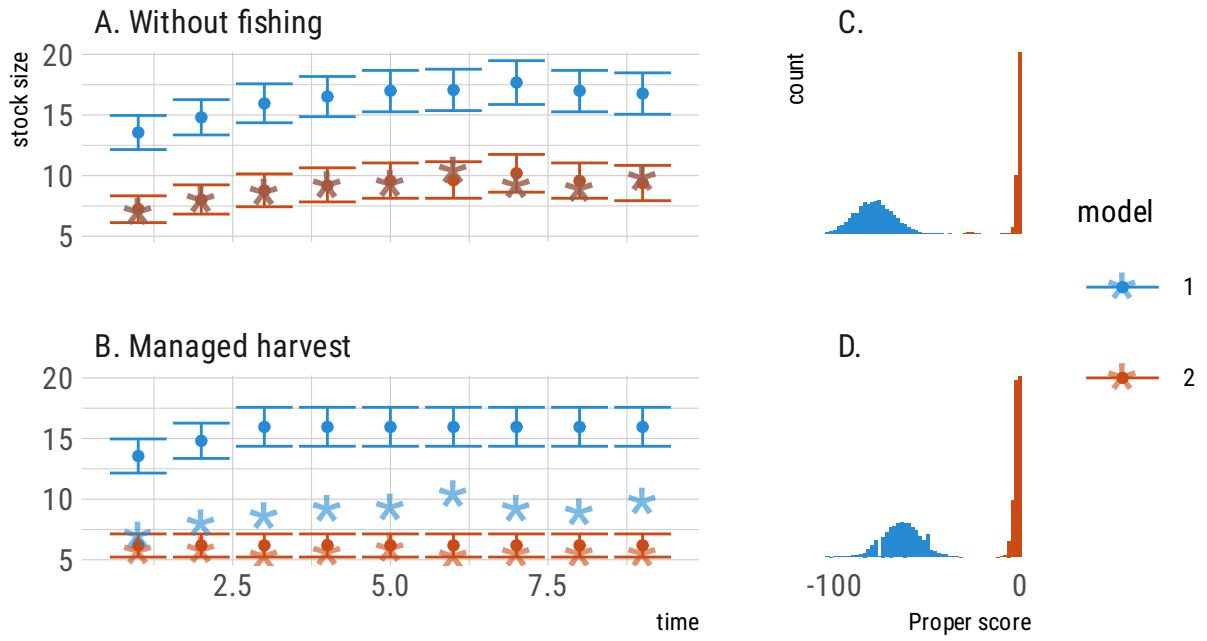 A. Without fishing
C.
stock size
20
15
10
5
count
model
1
2
B. Managed harvest
D.
20
15
10
5
2.5
5.0
7.5
time
-100
0
Proper score